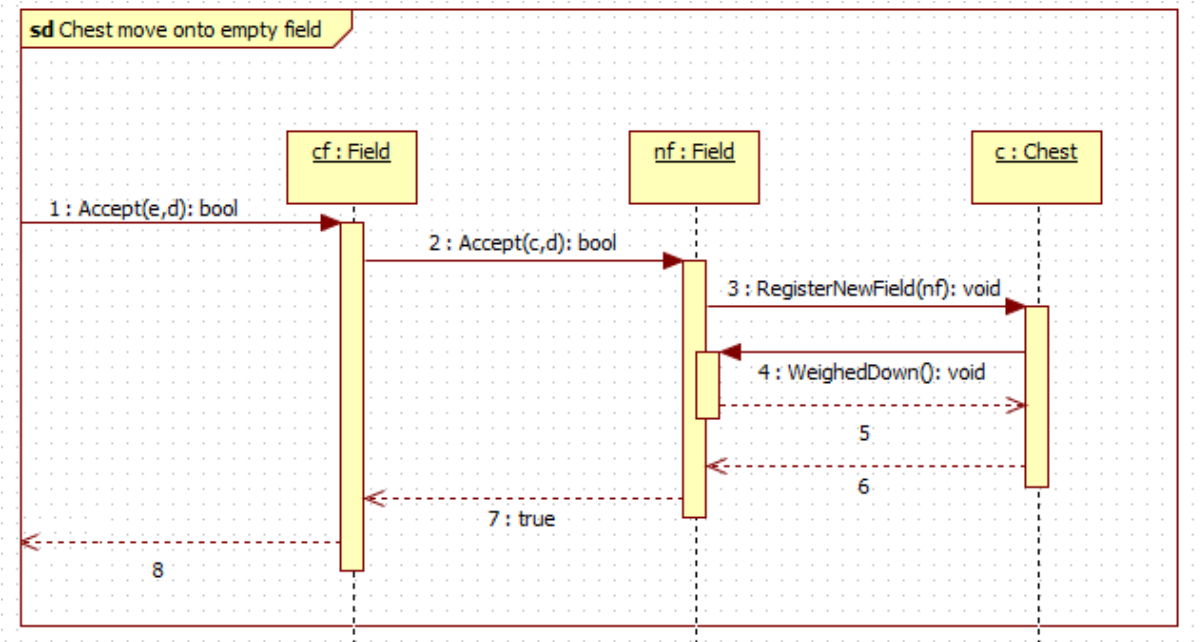 sd Chest move onto empty field
cf : Field
nf : Field
c : Chest
1 : Accept(e,d): bool
2 : Accept(c,d): bool
3 : RegisterNewField(nf): void
4 : WeighedDown(): void
5
6
7 : true
8